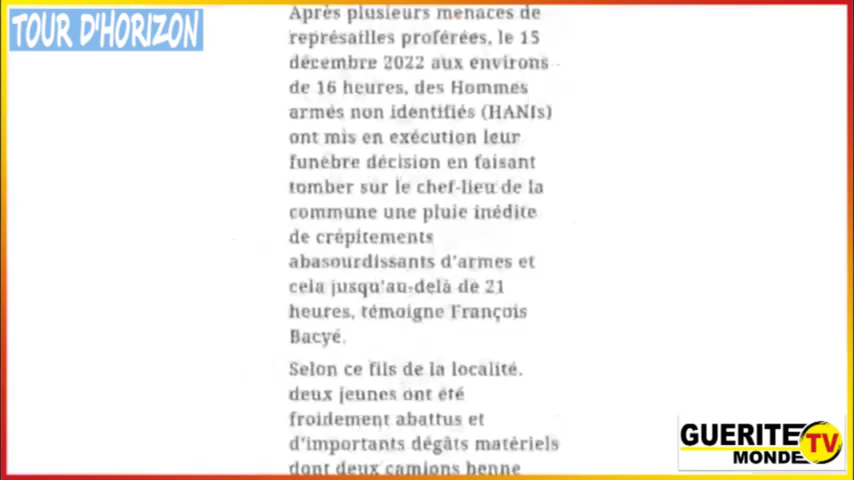 TOUR D'HORIZON
Après plusieurs menaces de
représailles proférées, le 15
décembre 2022 aux environs
de 16 heures, des Hommes
armés non identifiés (HANIs)
ont mis en exécution leur
funèbre décision en faisant
tomber sur le chef-lieu de la
commune une pluie inédite
de crépitements
abasourdissants d'armes et
cela jusqu'au-delà de 21
heures, témoigne François
Bacyé.
Selon ce fils de la localité,
deux jeunes ont été
froidement abattus et
d'importants dégâts matériels
dont deux camions benne
GUERITE TV
MONDE